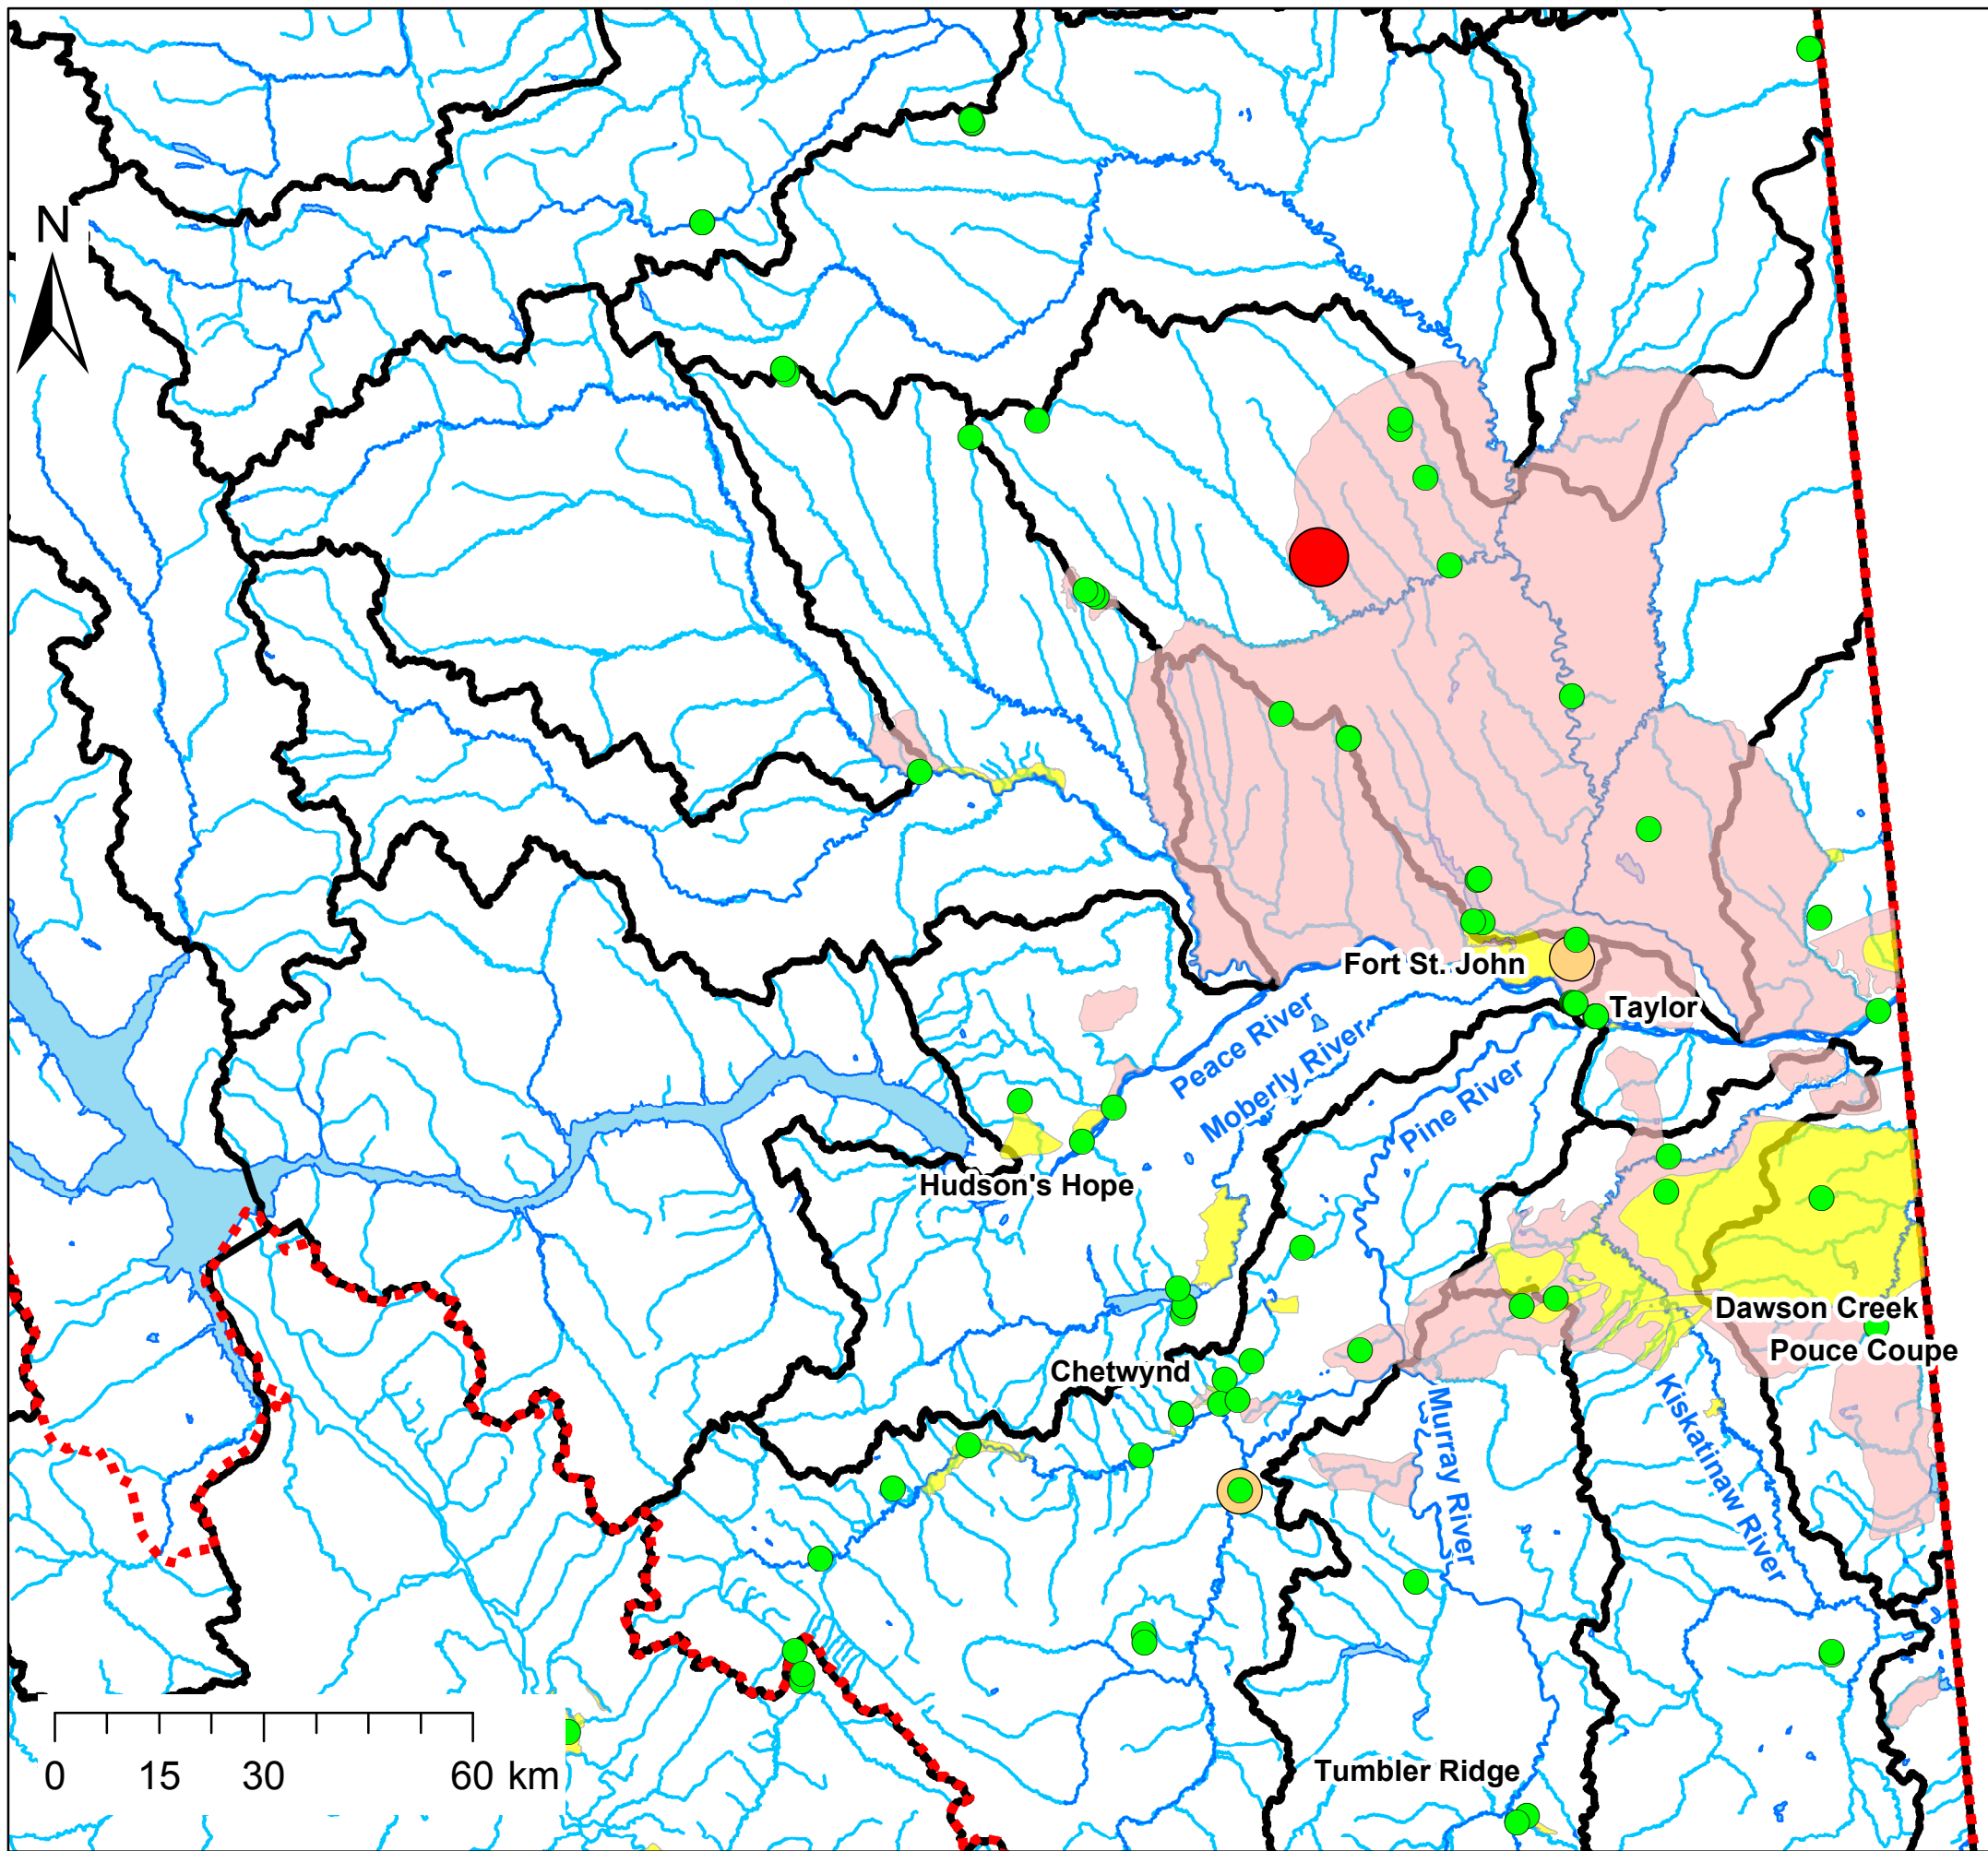 N
Fort St. John
Taylor
Peace River
Moberly River
Pine River
Hudson's Hope
Dawson Creek
Pouce Coupe
Chetwynd
Murray River
Kiskatinaw River
Tumbler Ridge
0 15 30 60 km